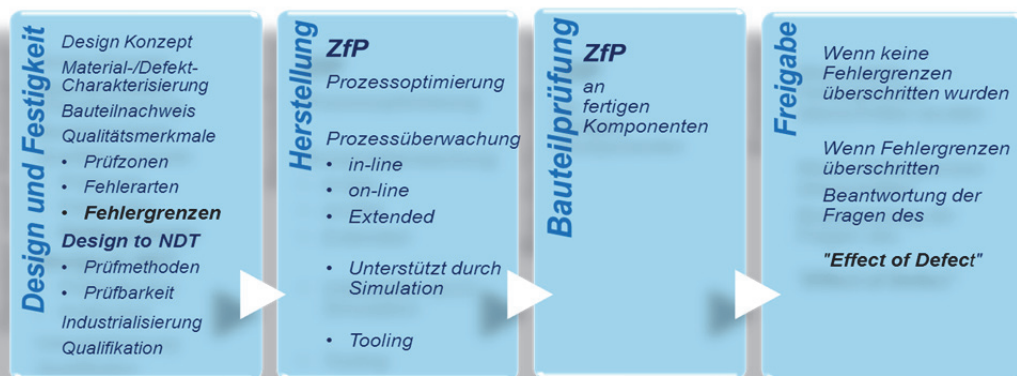 Design und Festigkeit
Design Konzept
Material-/Defekt-
Charakterisierung
Bauteilnachweis
Qualitätsmerkmale
• Prüfzonen
• Fehlerarten
• Fehlergrenzen
Design to NDT
• Prüfmethoden
• Prüfbarkeit
Industrialisierung
Qualifikation
Herstellung
ZfP
Prozessoptimierung
Prozessüberwachung
• in-line
• on-line
• Extended
• Unterstützt durch
Simulation
• Tooling
Bauteilprüfung
ZfP
an
fertigen
Komponenten
Freigabe
Wenn keine
Fehlergrenzen
überschritten wurden
Wenn Fehlergrenzen
überschritten
Beantwortung der
Fragen des
"Effect of Defect"